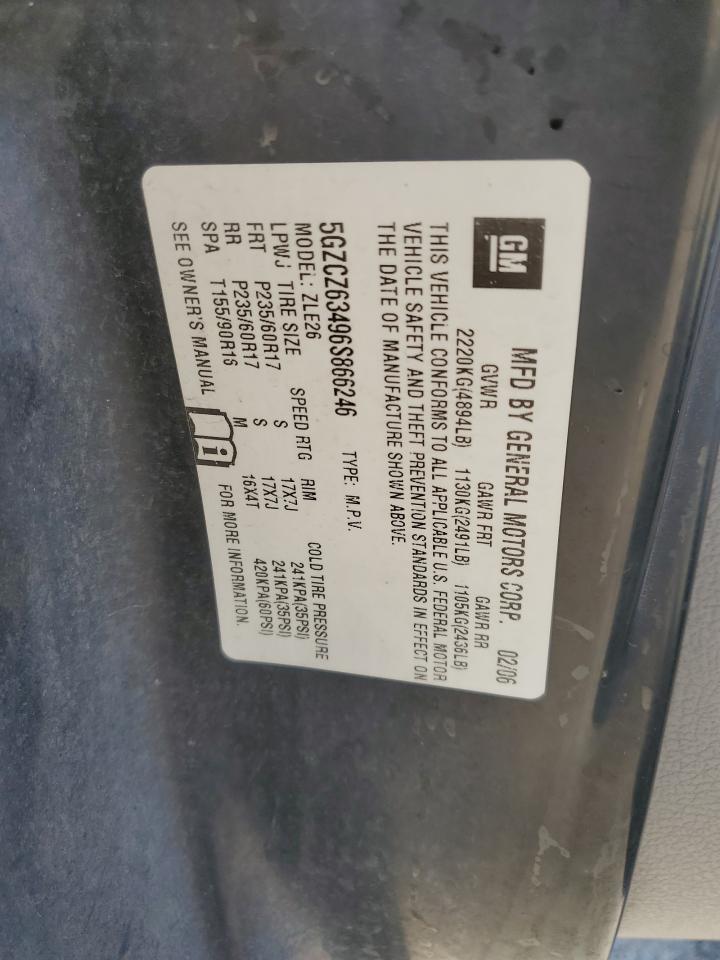 GM
MFD BY GENERAL MOTORS CORP. 02/06
GVWR GAWR FRT GAWR RR
2220KG(4894LB) 1130KG(2491LB) 1105KG(2436LB)
THIS VEHICLE CONFORMS TO ALL APPLICABLE U.S. FEDERAL MOTOR
VEHICLE SAFETY AND THEFT PREVENTION STANDARDS IN EFFECT ON
THE DATE OF MANUFACTURE SHOWN ABOVE.
5GZCZ63496S866246 TYPE: M.P.V.
MODEL: ZLE26
LPWJ TIRE SIZE SPEED RTG RIM COLD TIRE PRESSURE
FRT P235/60R17 S 17X7J 241KPA(35PSI)
RR P235/60R17 S 17X7J 241KPA(35PSI)
SPA T155/90R16 M 16X4T 420KPA(60PSI)
SEE OWNER'S MANUAL i FOR MORE INFORMATION.